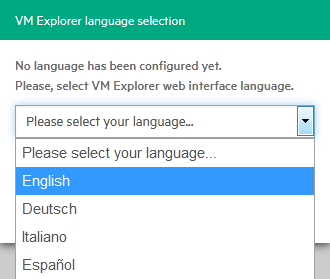 VM Explorer language selection
No language has been configured yet.
Please, select VM Explorer web interface language.
Please select your language...
Please select your language...
English
Deutsch
Italiano
Español